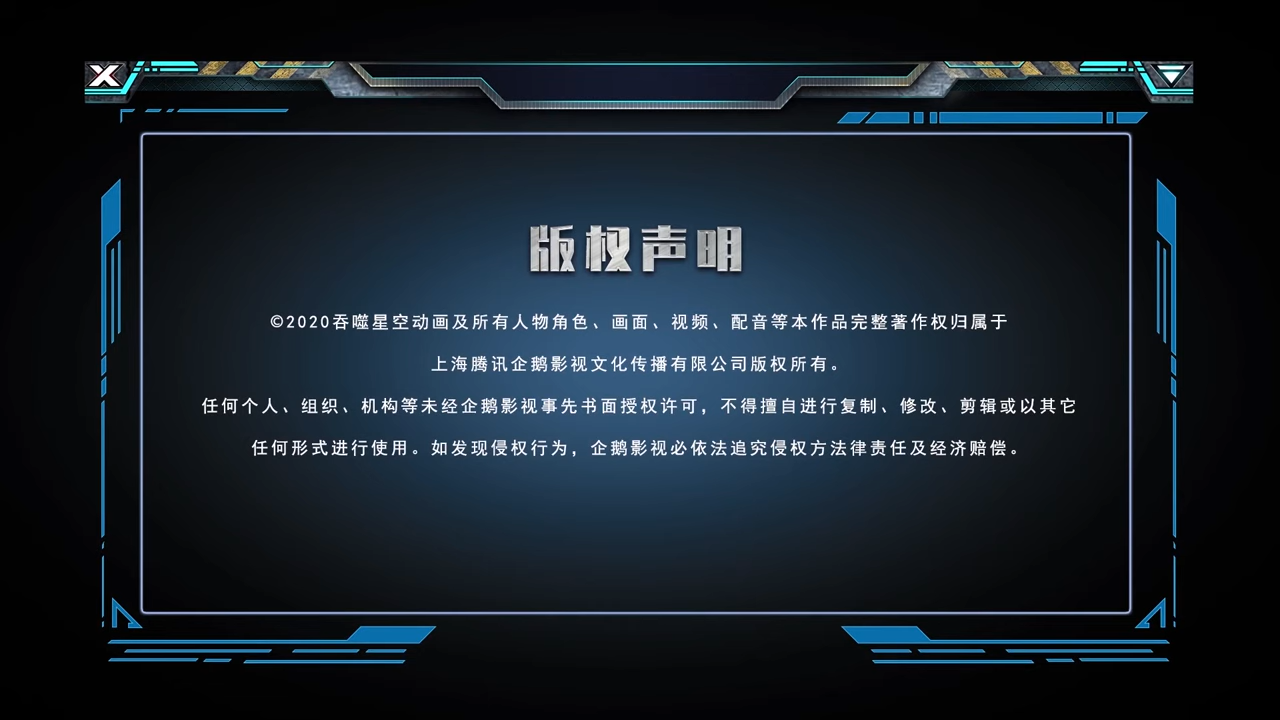 版权声明
©2020吞噬星空动画及所有人物角色、画面、视频、配音等本作品完整著作权归属于
上海腾讯企鹅影视文化传播有限公司版权所有。
任何个人、组织、机构等未经企鹅影视事先书面授权许可，不得擅自进行复制、修改、剪辑或以其它
任何形式进行使用。如发现侵权行为，企鹅影视必依法追究侵权方法律责任及经济赔偿。